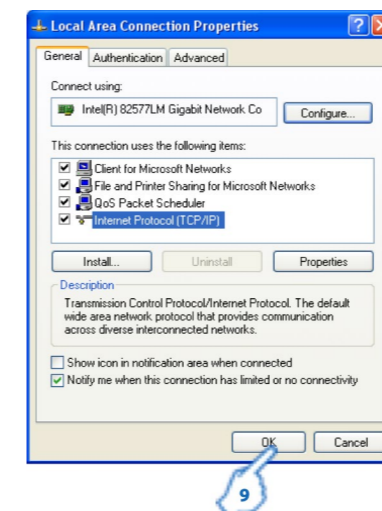 Local Area Connection Properties
General Authentication Advanced
Connect using:
Intel(R) 82577LM Gigabit Network Co Configure...
This connection uses the following items:
Client for Microsoft Networks
File and Printer Sharing for Microsoft Networks
QoS Packet Scheduler
Internet Protocol (TCP/IP)
Install... Uninstall Properties
Description
Transmission Control Protocol/Internet Protocol. The default
wide area network protocol that provides communication
across diverse interconnected networks.
Show icon in notification area when connected
Notify me when this connection has limited or no connectivity
OK Cancel
9